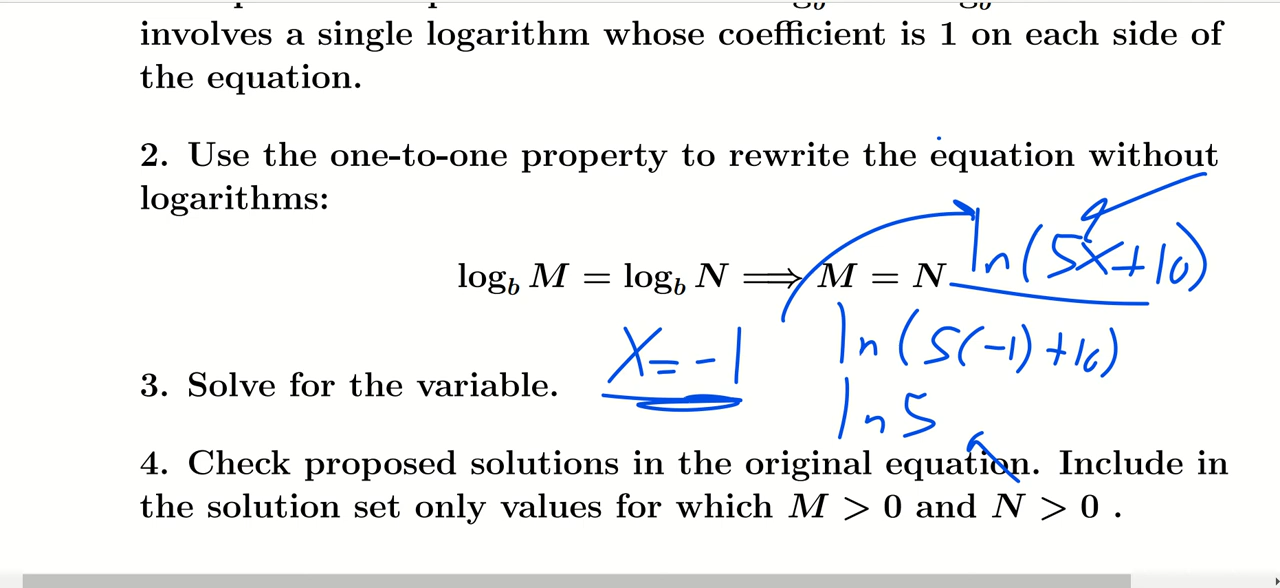 involves a single logarithm whose coefficient is 1 on each side of
the equation.
2. Use the one-to-one property to rewrite the equation without
logarithms:
log_b M = log_b N ⟹ M = N
ln(5x+10)
ln(5(-1)+10)
x=-1
3. Solve for the variable.
ln5
4. Check proposed solutions in the original equation. Include in
the solution set only values for which M > 0 and N > 0 .